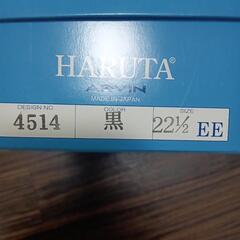 HARUTA®
ARVIN
MADE IN JAPAN
DESIGN NO. COLOR SIZE
4514 黒 22½ EE